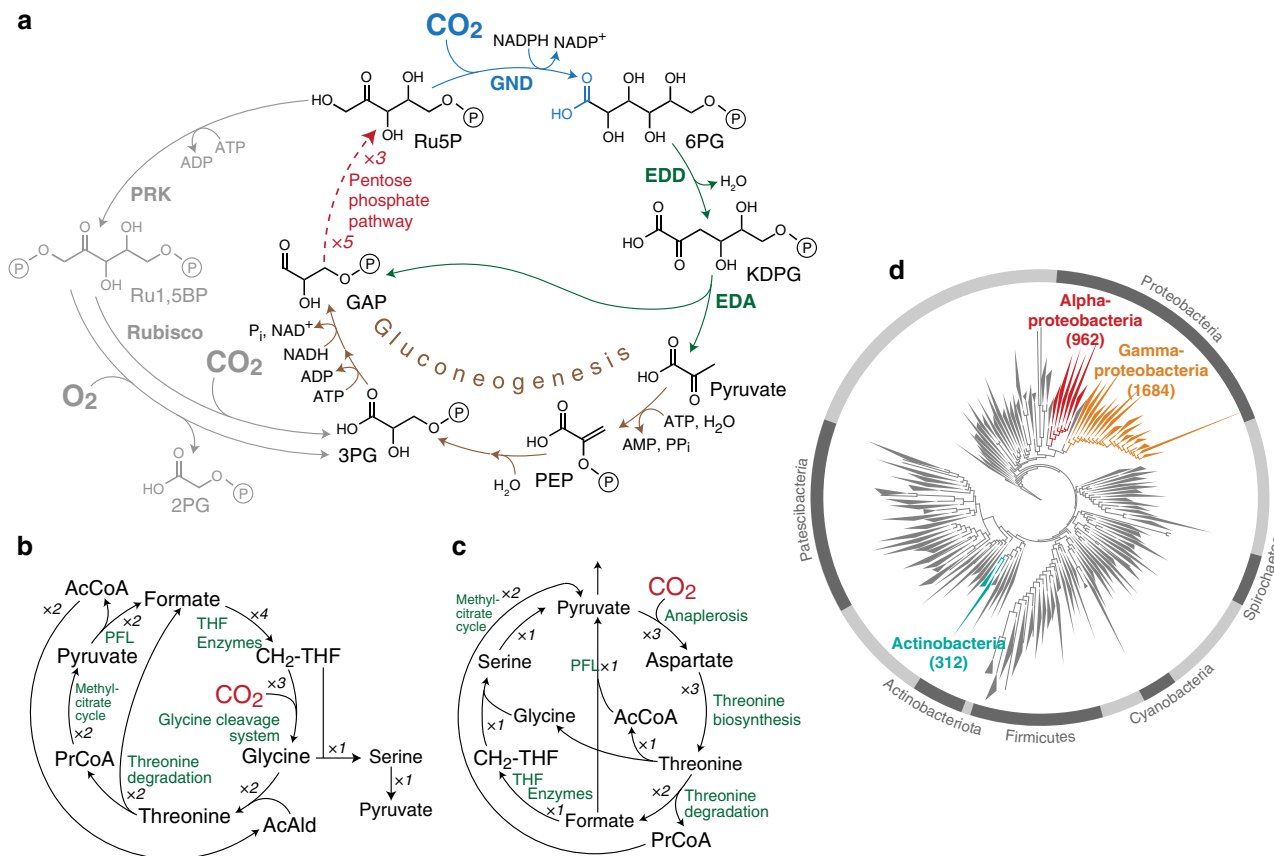 a
CO2
NADPH NADP+
GND
O
HO
OH
O
OH
O
P
Ru5P
O
HO
OH
OH
OH
OH
O
P
6PG
ADP
ATP
PRK
×3
Pentose
phosphate
pathway
×5
EDD
H2O
P
O
O
OH
OH
O
P
Ru1,5BP
O
HO
O
OH
OH
O
P
KDPG
O
OH
O
P
GAP
EDA
Rubisco
CO2
O2
Pi, NAD+
NADH
ADP
ATP
Gluconeogenesis
O
HO
O
Pyruvate
ATP, H2O
AMP, PPi
O
HO
OH
O
P
3PG
H2O
O
HO
O
P
PEP
O
HO
O
P
2PG
b
AcCoA
×2
×2
PFL
Formate
×4
THF
Enzymes
Pyruvate
CH2-THF
×3
CO2
Methyl-
citrate
cycle
×2
Glycine cleavage
system
PrCoA
Glycine
×1
Serine
Threonine
degradation
×2
×2
×1
Threonine
AcAld
Pyruvate
c
×2
Methyl-
citrate
cycle
Pyruvate
CO2
Anaplerosis
×1
×3
Serine
PFL
×1
Aspartate
×3
Threonine
biosynthesis
Glycine
AcCoA
×1
×1
CH2-THF
Threonine
THF
Enzymes
×1
×2
Threonine
degradation
Formate
PrCoA
d
Proteobacteria
Alpha-
proteobacteria
(962)
Gamma-
proteobacteria
(1684)
Patescibacteria
Spirochaetes
Actinobacteria
(312)
Actinobacteriota
Firmicutes
Cyanobacteria